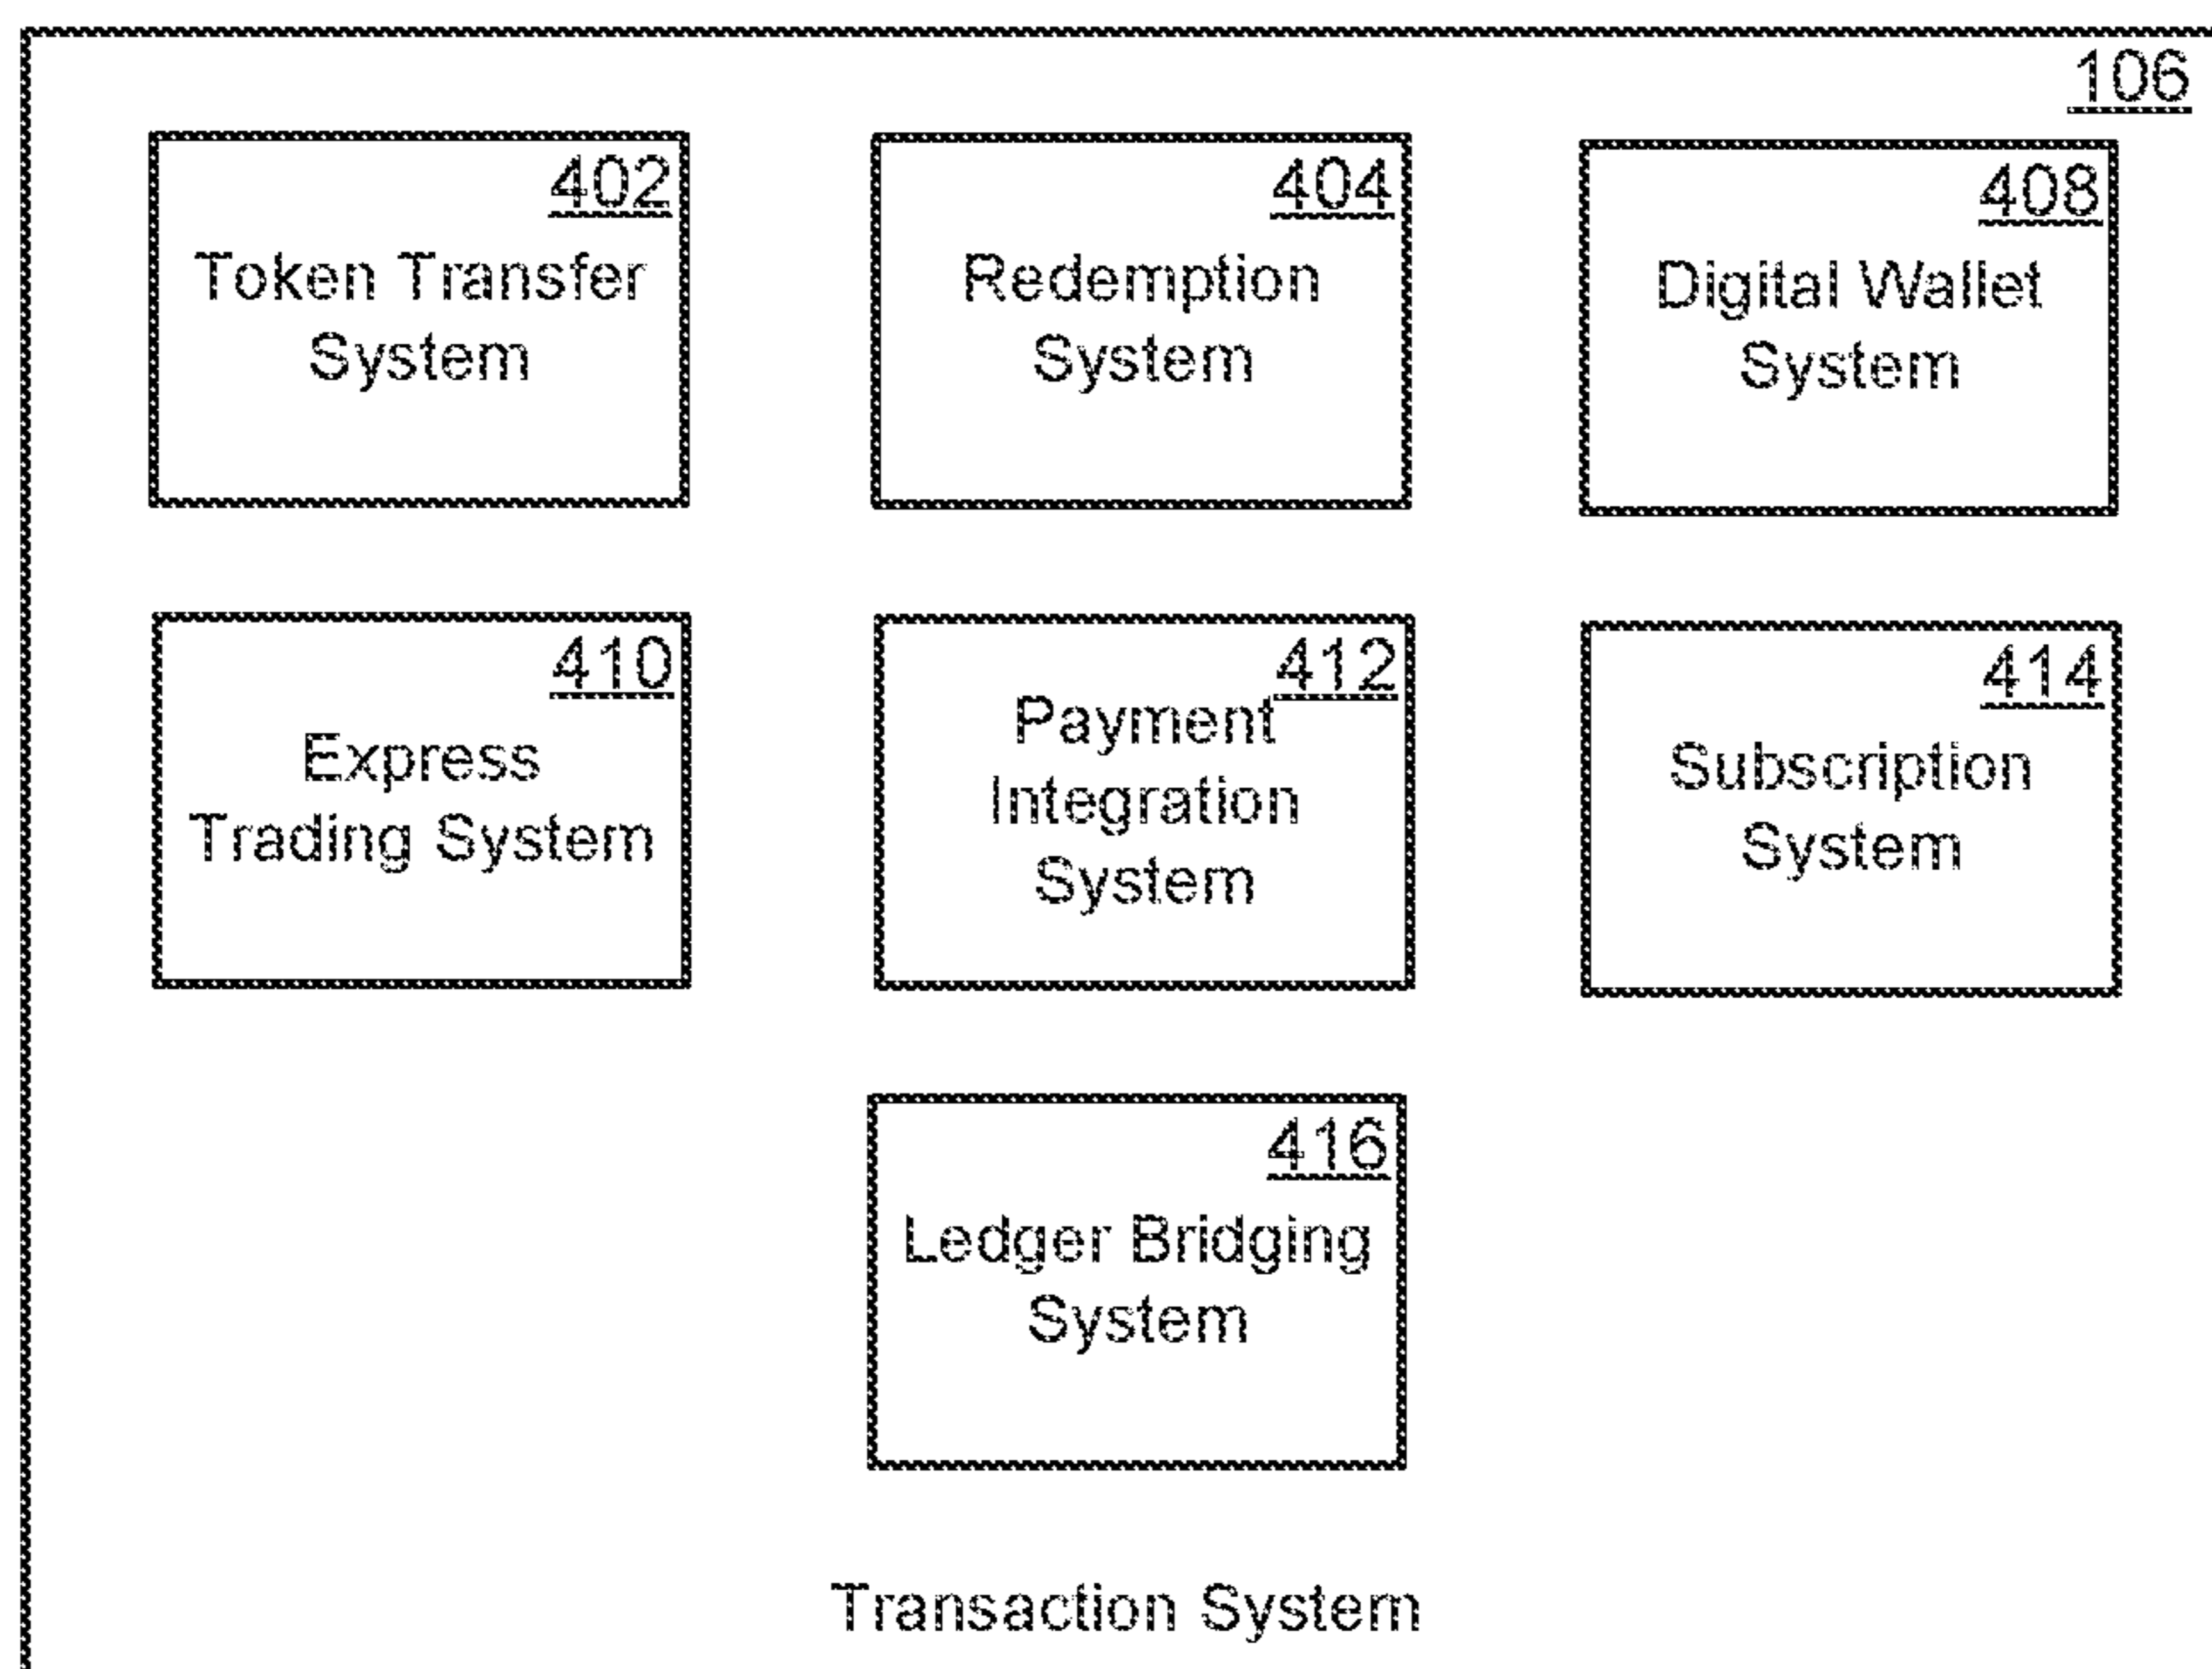 106
402
Token Transfer
System
404
Redemption
System
408
Digital Wallet
System
410
Express
Trading System
412
Payment
Integration
System
414
Subscription
System
416
Ledger Bridging
System
Transaction System